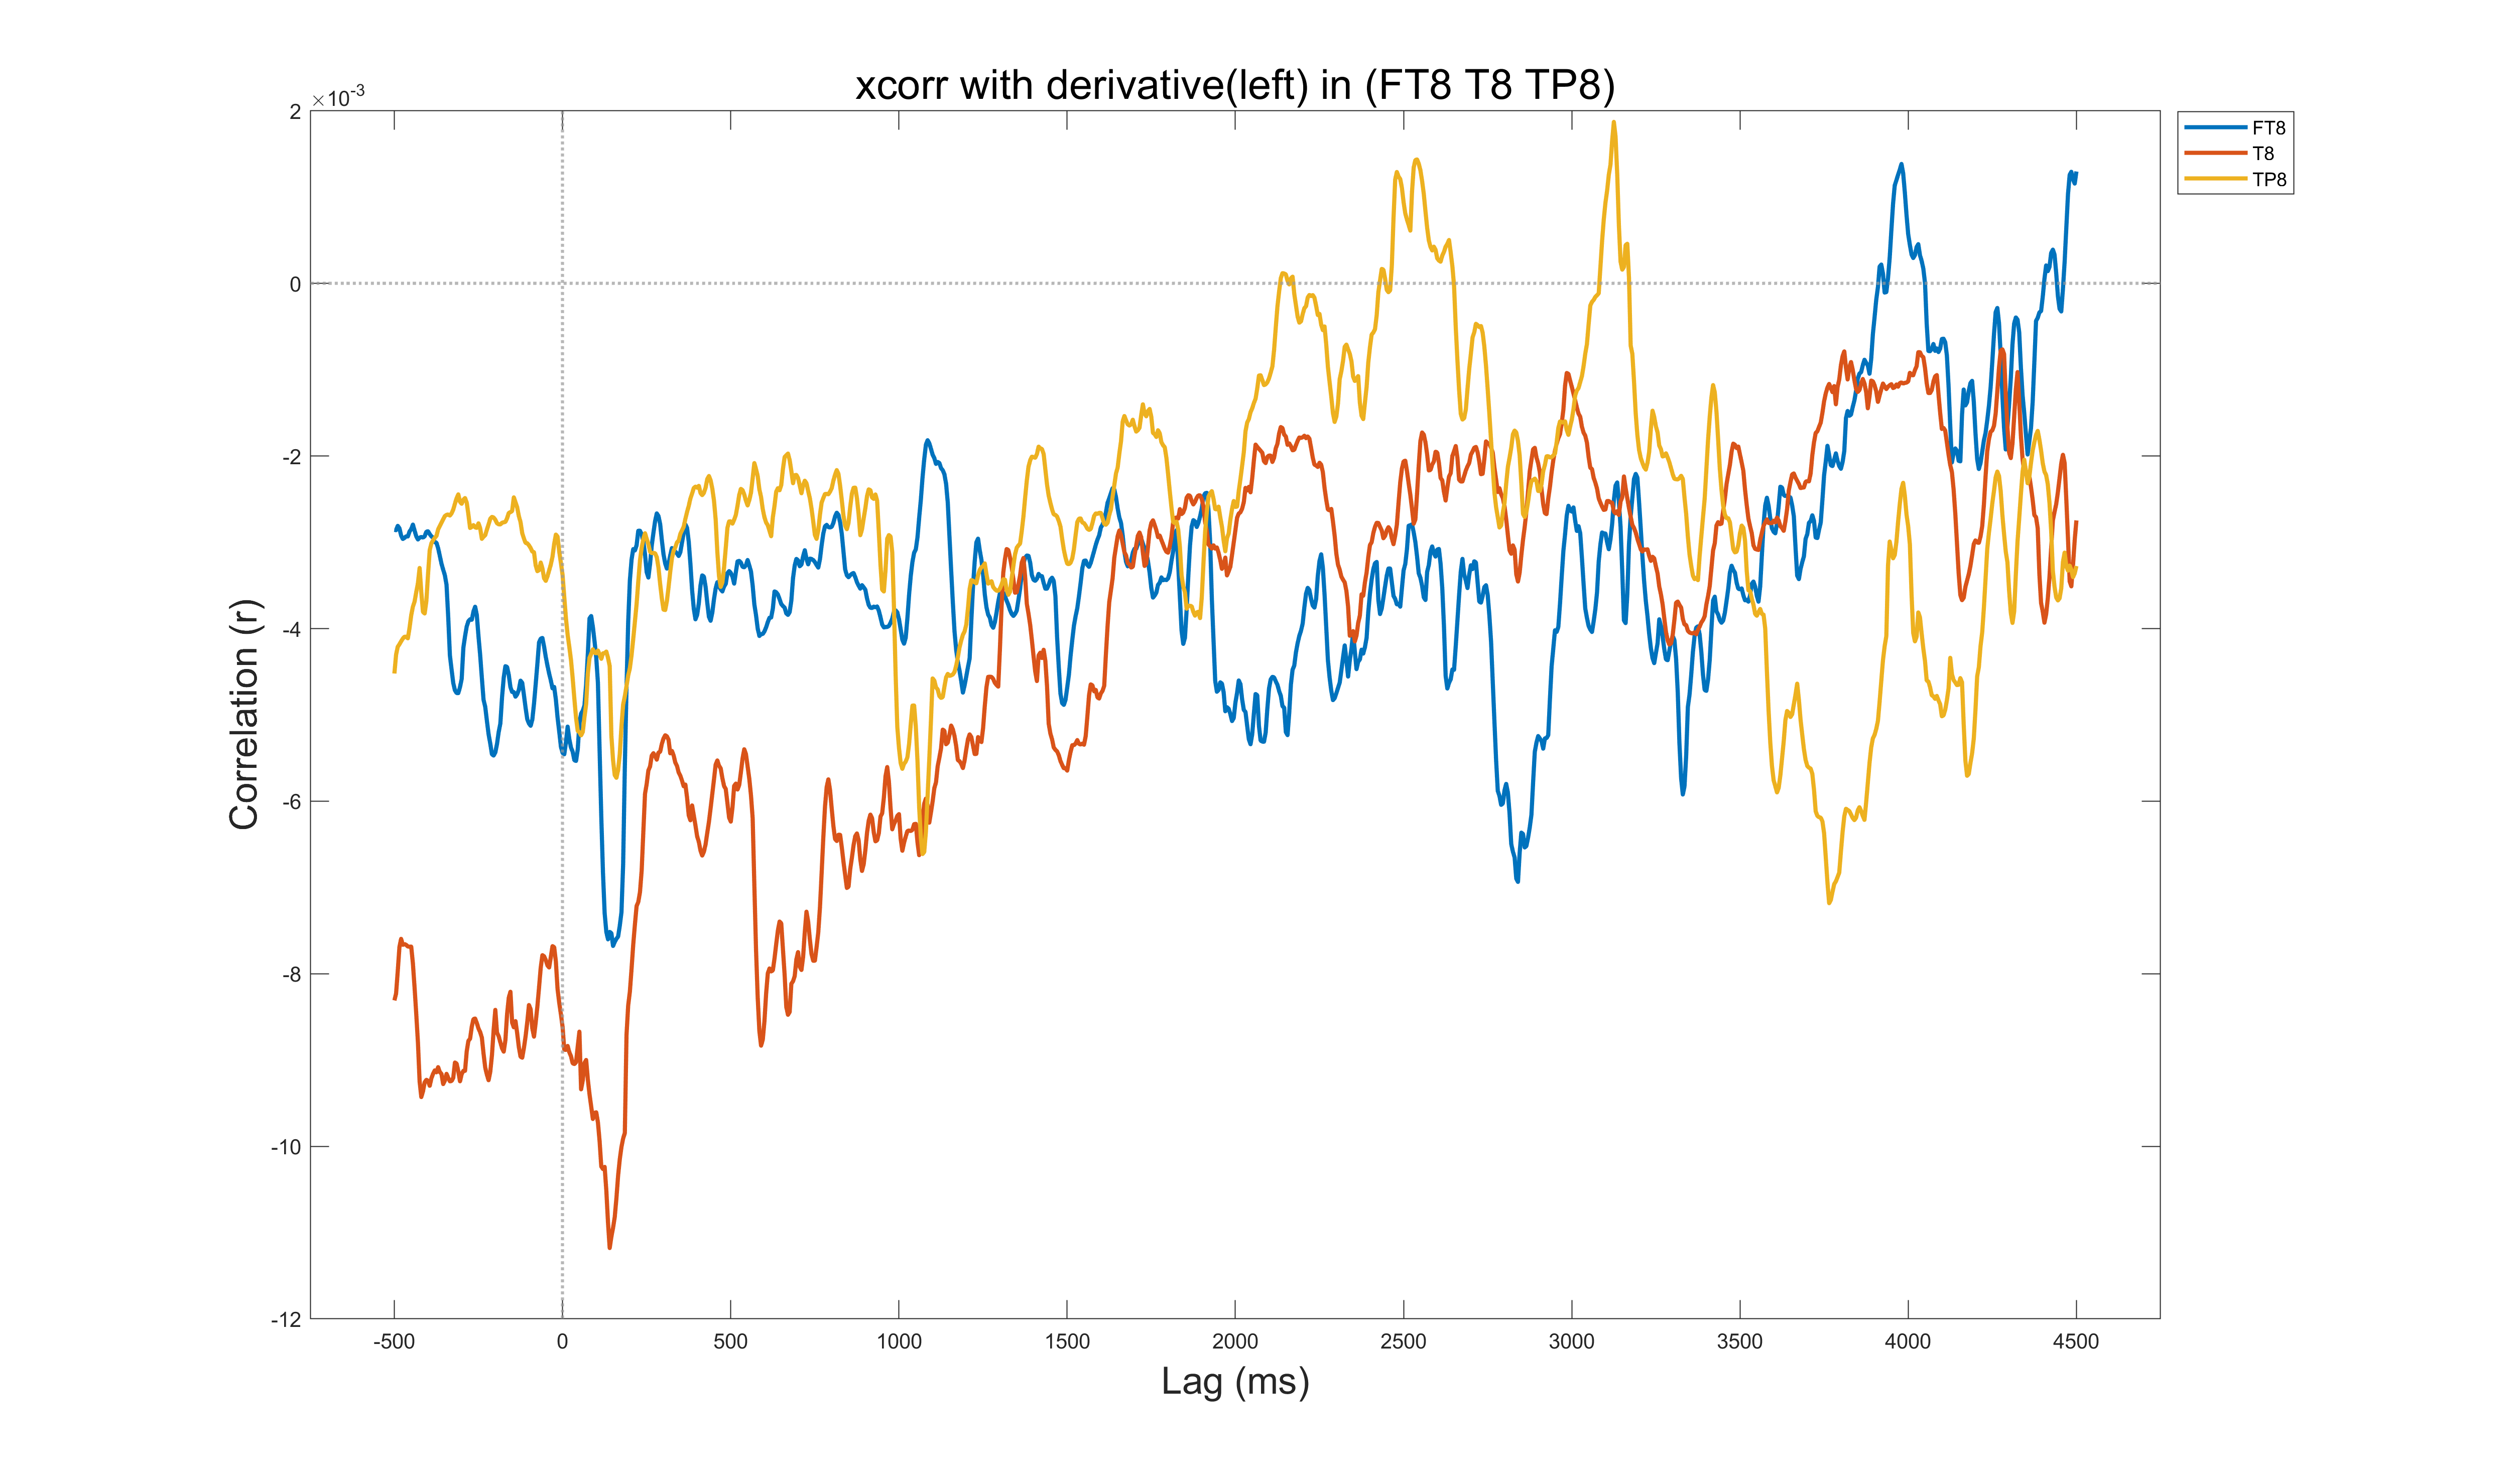 xcorr with derivative(left) in (FT8 T8 TP8)
×10-3
2
0
-2
-4
-6
-8
-10
-12
Correlation (r)
-500 0 500 1000 1500 2000 2500 3000 3500 4000 4500
Lag (ms)
FT8
T8
TP8